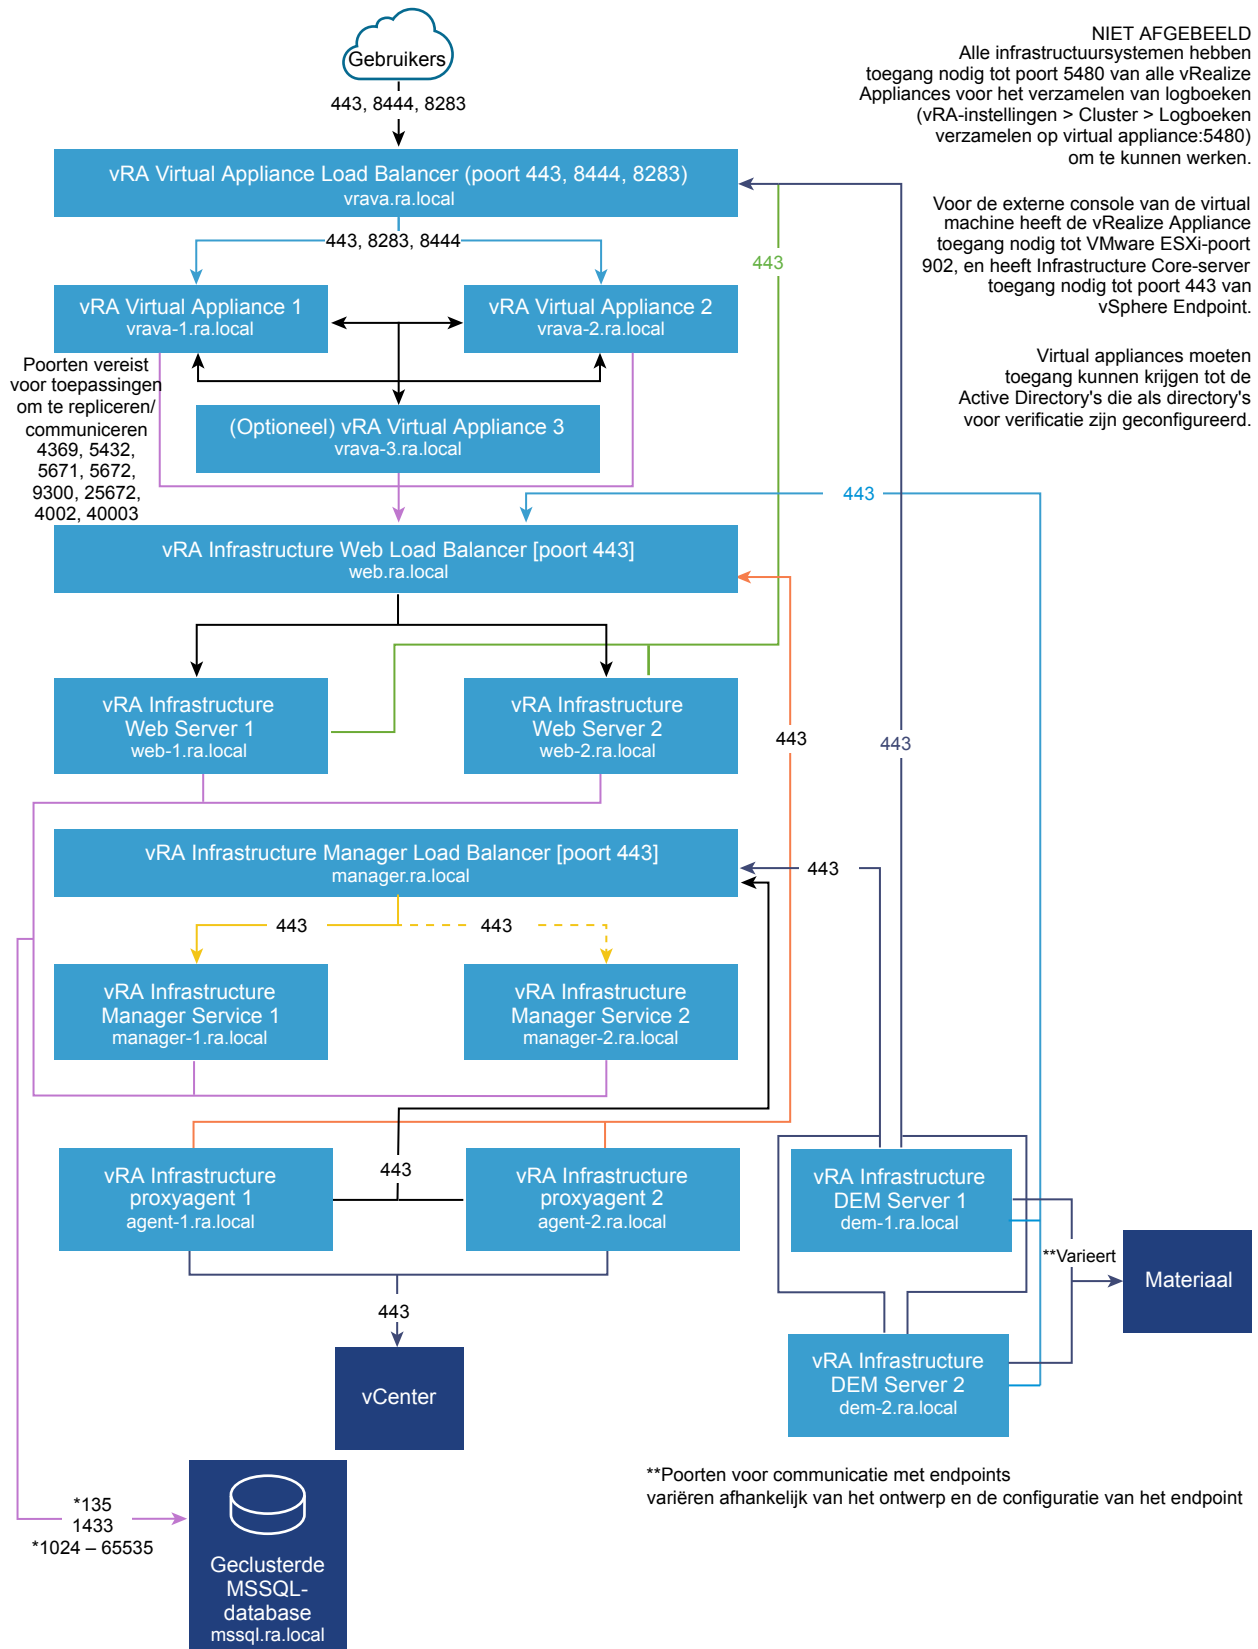 Gebruikers
443, 8444, 8283
NIET AFGEBEELD
Alle infrastructuursystemen hebben
toegang nodig tot poort 5480 van alle vRealize
Appliances voor het verzamelen van logboeken
(vRA-instellingen > Cluster > Logboeken
verzamelen op virtual appliance:5480)
om te kunnen werken.
Voor de externe console van de virtual
machine heeft de vRealize Appliance
toegang nodig tot VMware ESXi-poort
902, en heeft Infrastructure Core-server
toegang nodig tot poort 443 van
vSphere Endpoint.
Virtual appliances moeten
toegang kunnen krijgen tot de
Active Directory's die als directory's
voor verificatie zijn geconfigureerd.
vRA Virtual Appliance Load Balancer (poort 443, 8444, 8283)
vrava.ra.local
443, 8283, 8444
443
vRA Virtual Appliance 1
vrava-1.ra.local
vRA Virtual Appliance 2
vrava-2.ra.local
Poorten vereist
voor toepassingen
om te repliceren/
communiceren
4369, 5432,
5671, 5672,
9300, 25672,
4002, 40003
(Optioneel) vRA Virtual Appliance 3
vrava-3.ra.local
443
vRA Infrastructure Web Load Balancer [poort 443]
web.ra.local
vRA Infrastructure
Web Server 1
web-1.ra.local
vRA Infrastructure
Web Server 2
web-2.ra.local
443
443
vRA Infrastructure Manager Load Balancer [poort 443]
manager.ra.local
443
443
443
vRA Infrastructure
Manager Service 1
manager-1.ra.local
vRA Infrastructure
Manager Service 2
manager-2.ra.local
vRA Infrastructure
proxyagent 1
agent-1.ra.local
443
vRA Infrastructure
proxyagent 2
agent-2.ra.local
vRA Infrastructure
DEM Server 1
dem-1.ra.local
**Varieert
Materiaal
443
vCenter
vRA Infrastructure
DEM Server 2
dem-2.ra.local
**Poorten voor communicatie met endpoints
variëren afhankelijk van het ontwerp en de configuratie van het endpoint
*135
1433
*1024 – 65535
Geclusterde
MSSQL-
database
mssql.ra.local